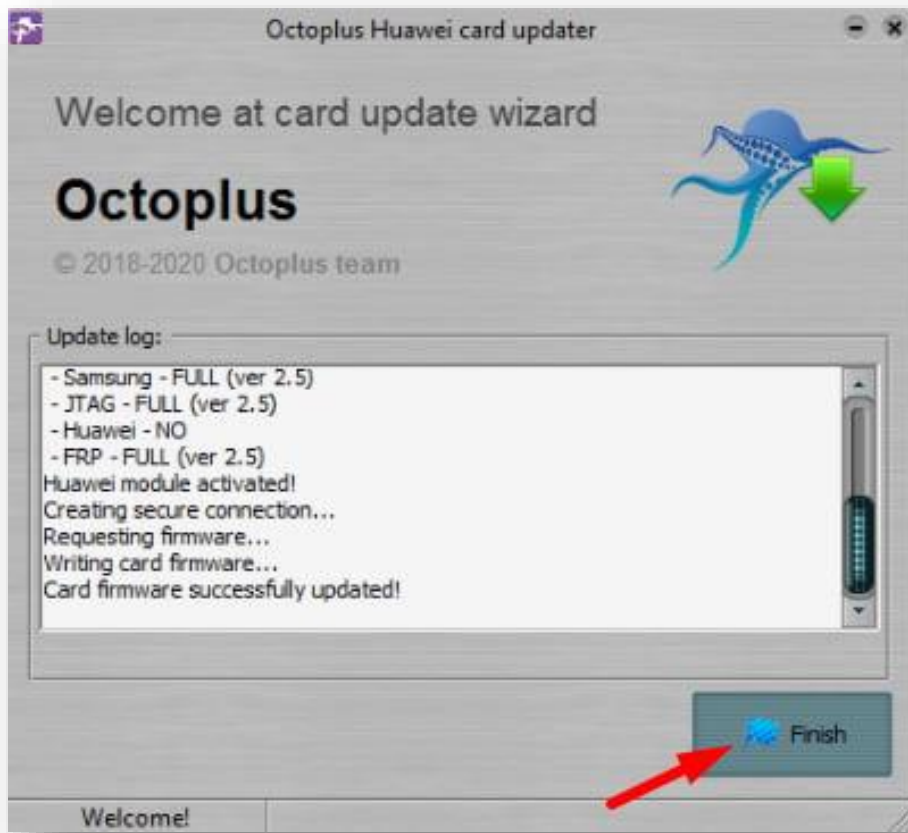 Octoplus Huawei card updater
Welcome at card update wizard
Octoplus
© 2018-2020 Octoplus team
Update log:
- Samsung - FULL (ver 2.5)
- JTAG - FULL (ver 2.5)
- Huawei - NO
- FRP - FULL (ver 2.5)
Huawei module activated!
Creating secure connection...
Requesting firmware...
Writing card firmware...
Card firmware successfully updated!
Finish
Welcome!